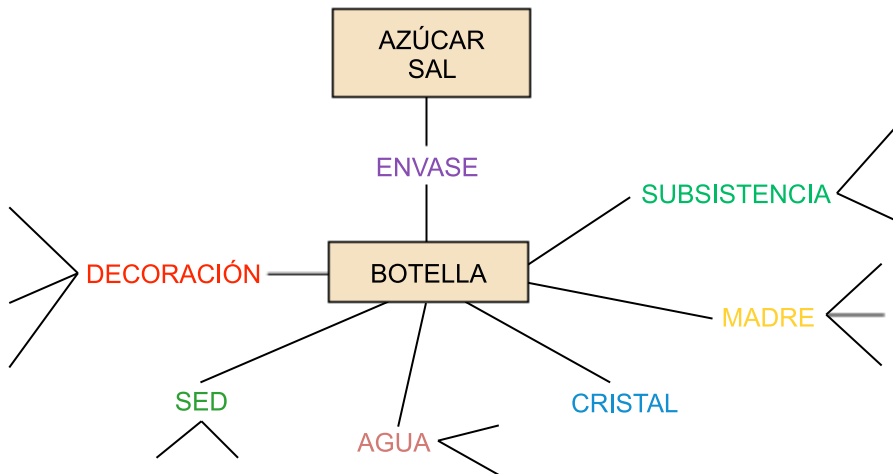 AZÚCAR
SAL
ENVASE
SUBSISTENCIA
DECORACIÓN
BOTELLA
MADRE
SED
CRISTAL
AGUA